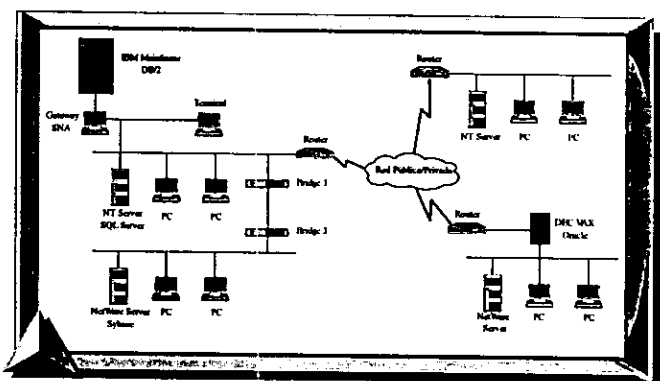 IBM Mainframe
DB/2
Gateway
SNA
Terminal
Router
NT Server
SQL Server
PC
PC
Bridge 1
Bridge 2
NetWare Server
Sybase
PC
PC
Red Publica/Privada
Router
NT Server
PC
PC
Router
DEC VAX
Oracle
NetWare
Server
PC
PC